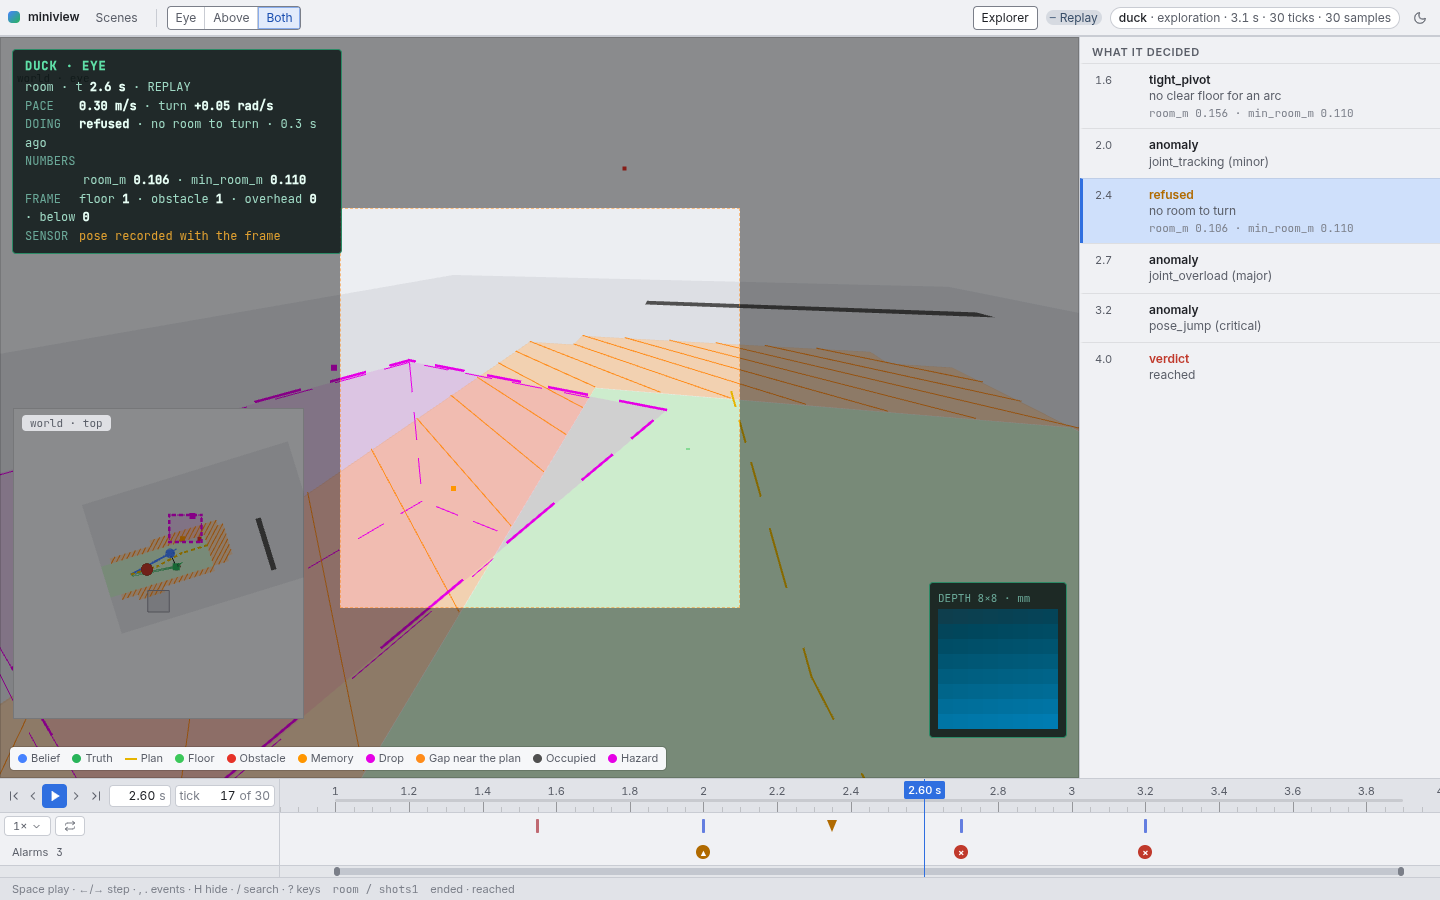 miniview Scenes Eye Above Both Explorer Replay duck · exploration · 3.1 s · 30 ticks · 30 samples
DUCK · EYE
room · t 2.6 s · REPLAY
PACE 0.30 m/s · turn +0.05 rad/s
DOING refused · no room to turn · 0.3 s
ago
NUMBERS
room_m 0.106 · min_room_m 0.110
FRAME floor 1 · obstacle 1 · overhead 0
· below 0
SENSOR pose recorded with the frame
world · top
DEPTH 8×8 · mm
Belief Truth Plan Floor Obstacle Memory Drop Gap near the plan Occupied Hazard
WHAT IT DECIDED
1.6 tight_pivot
no clear floor for an arc
room_m 0.156 · min_room_m 0.110
2.0 anomaly
joint_tracking (minor)
2.4 refused
no room to turn
room_m 0.106 · min_room_m 0.110
2.7 anomaly
joint_overload (major)
3.2 anomaly
pose_jump (critical)
4.0 verdict
reached
2.60 s tick 17 of 30 1 1.2 1.4 1.6 1.8 2 2.2 2.4 2.60 s 2.8 3 3.2 3.4 3.6 3.8
1×
Alarms 3
Space play · ←/→ step · , . events · H hide · / search · ? keys room / shots1 ended · reached